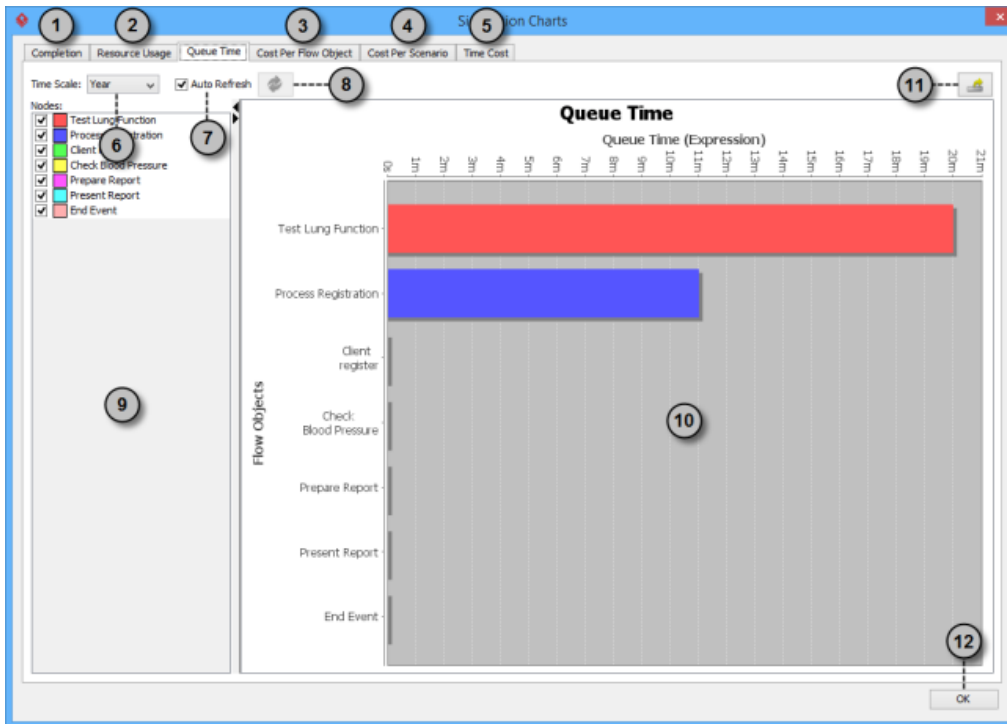 1
2
3
4
5
Simulation Charts
Completion
Resource Usage
Queue Time
Cost Per Flow Object
Cost Per Scenario
Time Cost
Time Scale:
Year
Auto Refresh
8
11
6
7
Nodes:
Test Lung Function
Process Registration
Client
Check Blood Pressure
Prepare Report
Present Report
End Event
9
Queue Time
Queue Time (Expression)
0s
1m
2m
3m
4m
5m
6m
7m
8m
9m
10m
11m
12m
13m
14m
15m
16m
17m
18m
19m
20m
21m
Flow Objects
Test Lung Function
Process Registration
Client
register
Check
Blood Pressure
Prepare Report
Present Report
End Event
10
12
OK